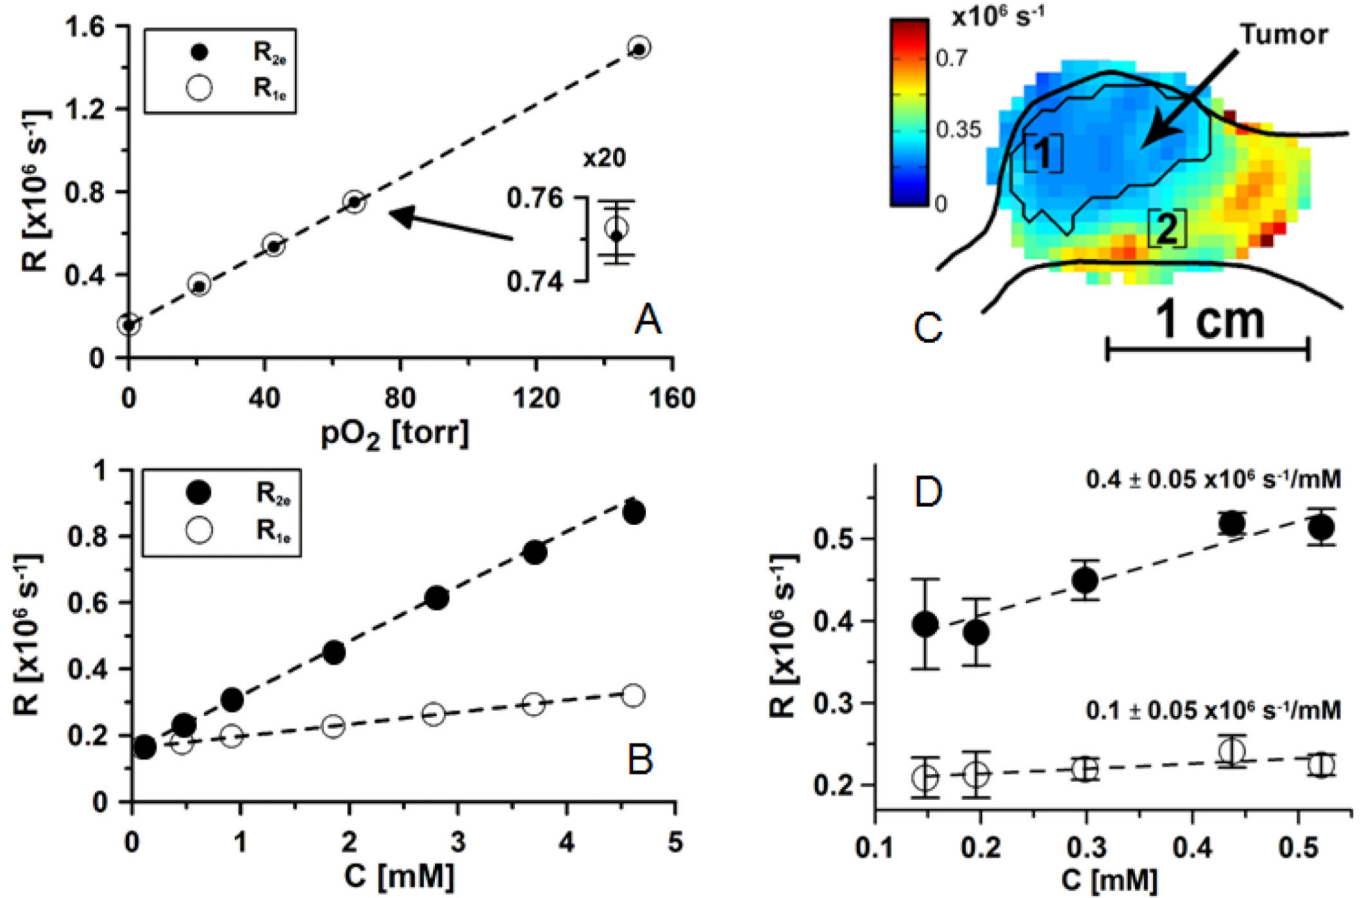 1.6
1.2
0.8
0.4
0
R [x10⁶ s⁻¹]
R₂ₑ
R₁ₑ
x20
0.76
0.74
A
0 40 80 120 160
pO₂ [torr]
x10⁶ s⁻¹
0.7
0.35
0
Tumor
[1]
[2]
C
1 cm
1
0.8
0.6
0.4
0.2
0
R [x10⁶ s⁻¹]
R₂ₑ
R₁ₑ
B
0 1 2 3 4 5
C [mM]
D
0.4 ± 0.05 x10⁶ s⁻¹/mM
0.5
0.4
0.3
0.2
R [x10⁶ s⁻¹]
0.1 ± 0.05 x10⁶ s⁻¹/mM
0.1 0.2 0.3 0.4 0.5
C [mM]